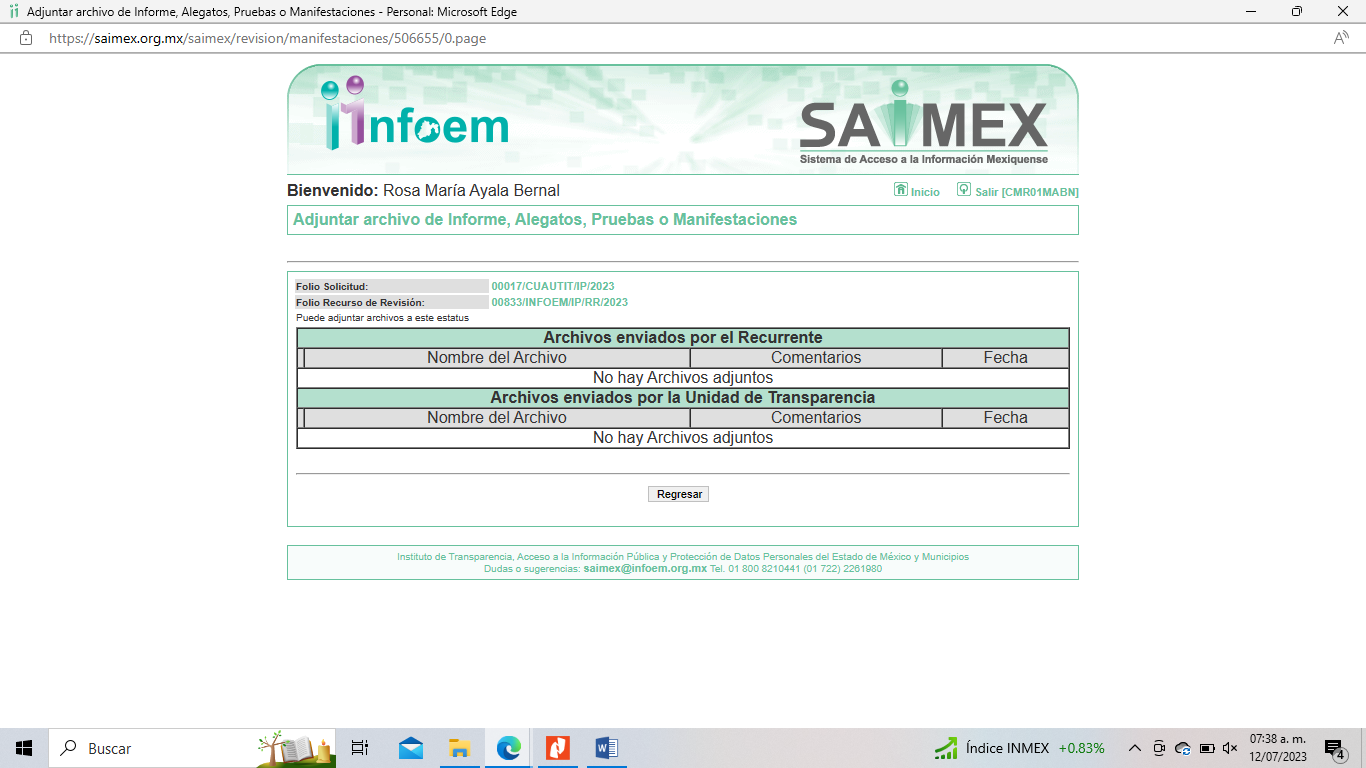 Adjuntar archivo de Informe, Alegatos, Pruebas o Manifestaciones - Personal: Microsoft Edge
https://saimex.org.mx/saimex/revision/manifestaciones/506655/0.page
infoem
SAIMEX
Sistema de Acceso a la Información Mexiquense
Bienvenido: Rosa María Ayala Bernal
Inicio Salir [CMR01MABN]
Adjuntar archivo de Informe, Alegatos, Pruebas o Manifestaciones
Folio Solicitud: 00017/CUAUTIT/IP/2023
Folio Recurso de Revisión: 00833/INFOEM/IP/RR/2023
Puede adjuntar archivos a este estatus
Archivos enviados por el Recurrente
Nombre del Archivo Comentarios Fecha
No hay Archivos adjuntos
Archivos enviados por la Unidad de Transparencia
Nombre del Archivo Comentarios Fecha
No hay Archivos adjuntos
Regresar
Instituto de Transparencia, Acceso a la Información Pública y Protección de Datos Personales del Estado de México y Municipios
Dudas o sugerencias: saimex@infoem.org.mx Tel. 01 800 8210441 (01 722) 2261980
Buscar
Índice INMEX +0.83%
07:38 a. m.
12/07/2023
4